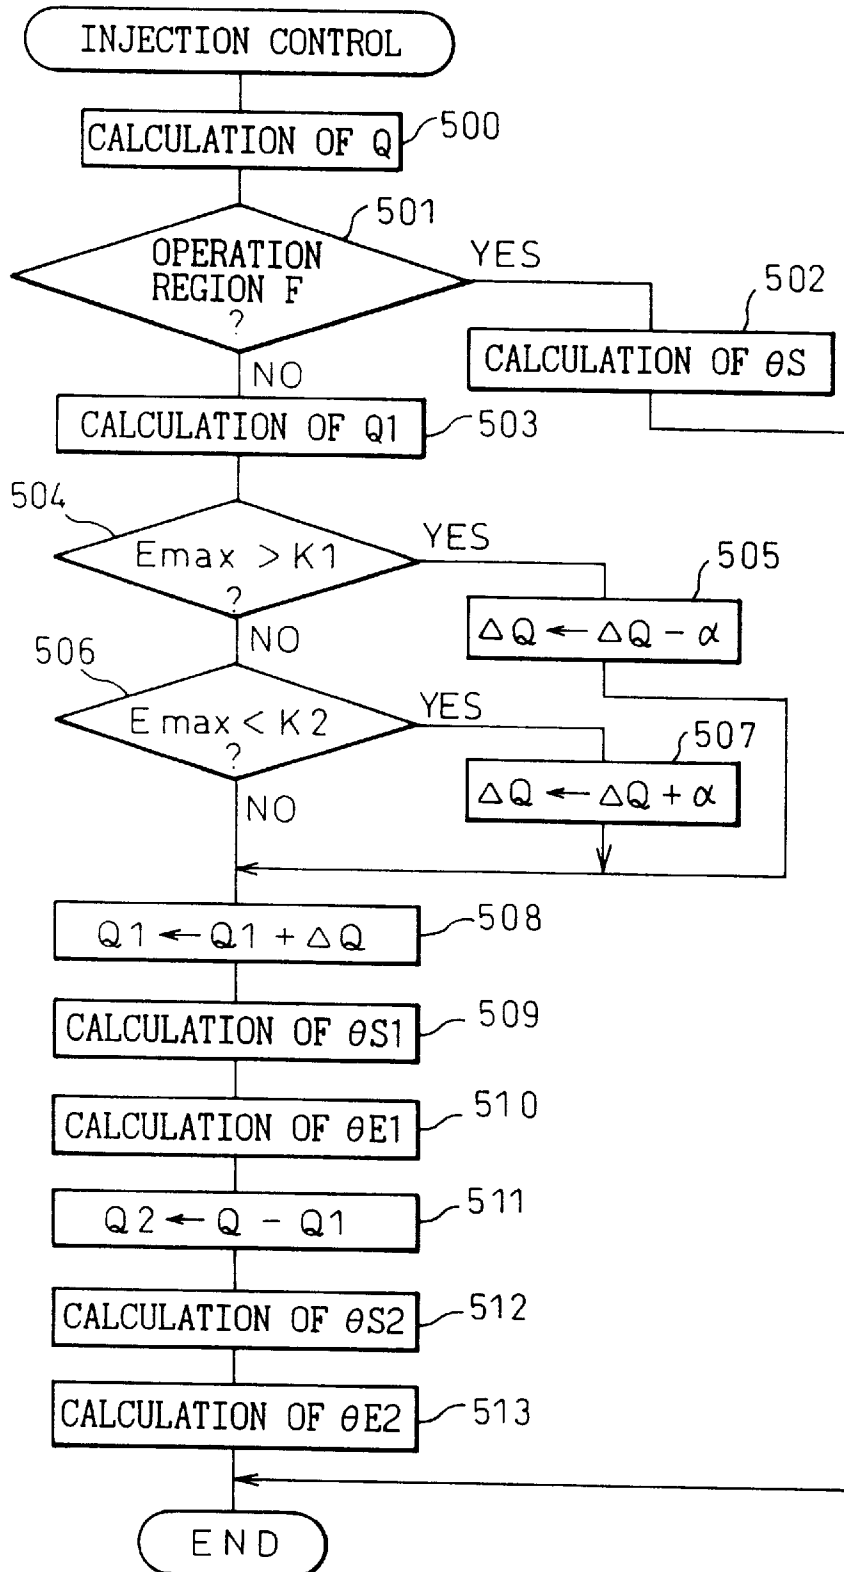 INJECTION CONTROL
CALCULATION OF Q
500
501
OPERATION
REGION F
?
YES
502
CALCULATION OF θS
NO
CALCULATION OF Q1
503
504
Emax > K1
?
YES
505
ΔQ ← ΔQ - α
NO
506
Emax < K2
?
YES
507
ΔQ ← ΔQ + α
NO
Q1 ← Q1 + ΔQ
508
CALCULATION OF θS1
509
CALCULATION OF θE1
510
Q2 ← Q - Q1
511
CALCULATION OF θS2
512
CALCULATION OF θE2
513
END